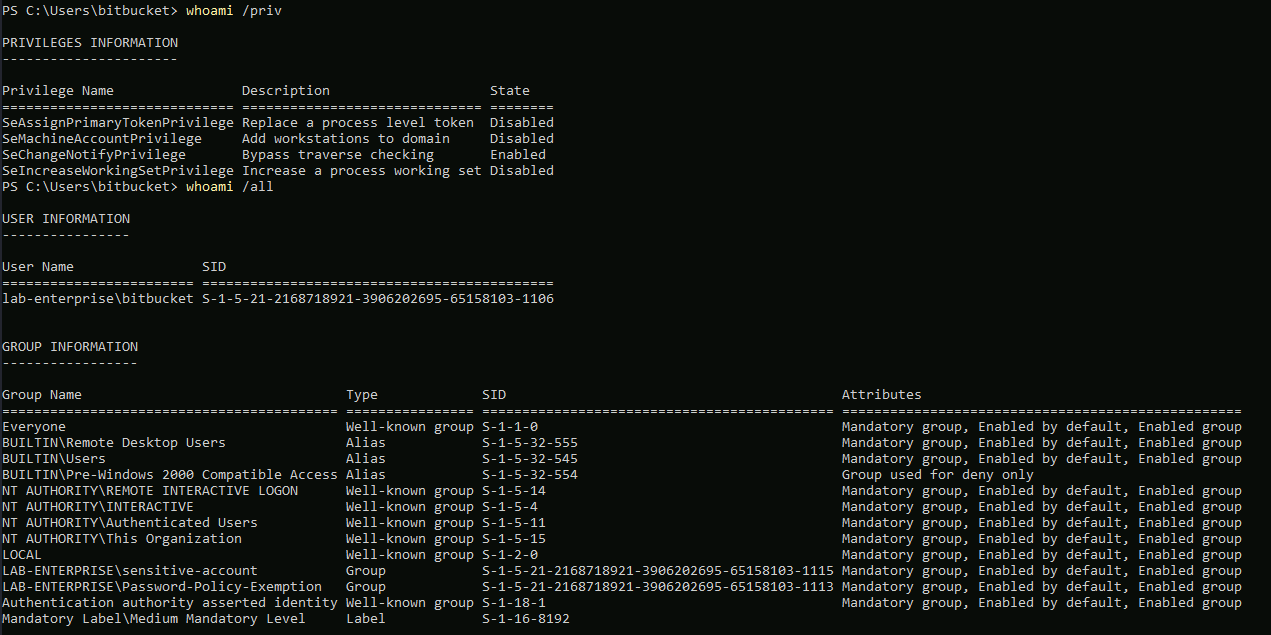 PS C:\Users\bitbucket> whoami /priv
PRIVILEGES INFORMATION
----------------------
Privilege Name                Description                    State
============================= ============================== ========
SeAssignPrimaryTokenPrivilege Replace a process level token  Disabled
SeMachineAccountPrivilege     Add workstations to domain     Disabled
SeChangeNotifyPrivilege       Bypass traverse checking       Enabled
SeIncreaseWorkingSetPrivilege Increase a process working set Disabled
PS C:\Users\bitbucket> whoami /all
USER INFORMATION
----------------
User Name                SID
======================== ============================================
lab-enterprise\bitbucket S-1-5-21-2168718921-3906202695-65158103-1106
GROUP INFORMATION
-----------------
Group Name                                 Type             SID                                          Attributes
========================================== ================ ============================================ ==================================================
Everyone                                   Well-known group S-1-1-0                                      Mandatory group, Enabled by default, Enabled group
BUILTIN\Remote Desktop Users               Alias            S-1-5-32-555                                 Mandatory group, Enabled by default, Enabled group
BUILTIN\Users                              Alias            S-1-5-32-545                                 Mandatory group, Enabled by default, Enabled group
BUILTIN\Pre-Windows 2000 Compatible Access Alias            S-1-5-32-554                                 Group used for deny only
NT AUTHORITY\REMOTE INTERACTIVE LOGON      Well-known group S-1-5-14                                     Mandatory group, Enabled by default, Enabled group
NT AUTHORITY\INTERACTIVE                   Well-known group S-1-5-4                                      Mandatory group, Enabled by default, Enabled group
NT AUTHORITY\Authenticated Users           Well-known group S-1-5-11                                     Mandatory group, Enabled by default, Enabled group
NT AUTHORITY\This Organization             Well-known group S-1-5-15                                     Mandatory group, Enabled by default, Enabled group
LOCAL                                      Well-known group S-1-2-0                                      Mandatory group, Enabled by default, Enabled group
LAB-ENTERPRISE\sensitive-account           Group            S-1-5-21-2168718921-3906202695-65158103-1115 Mandatory group, Enabled by default, Enabled group
LAB-ENTERPRISE\Password-Policy-Exemption   Group            S-1-5-21-2168718921-3906202695-65158103-1113 Mandatory group, Enabled by default, Enabled group
Authentication authority asserted identity Well-known group S-1-18-1                                     Mandatory group, Enabled by default, Enabled group
Mandatory Label\Medium Mandatory Level     Label            S-1-16-8192